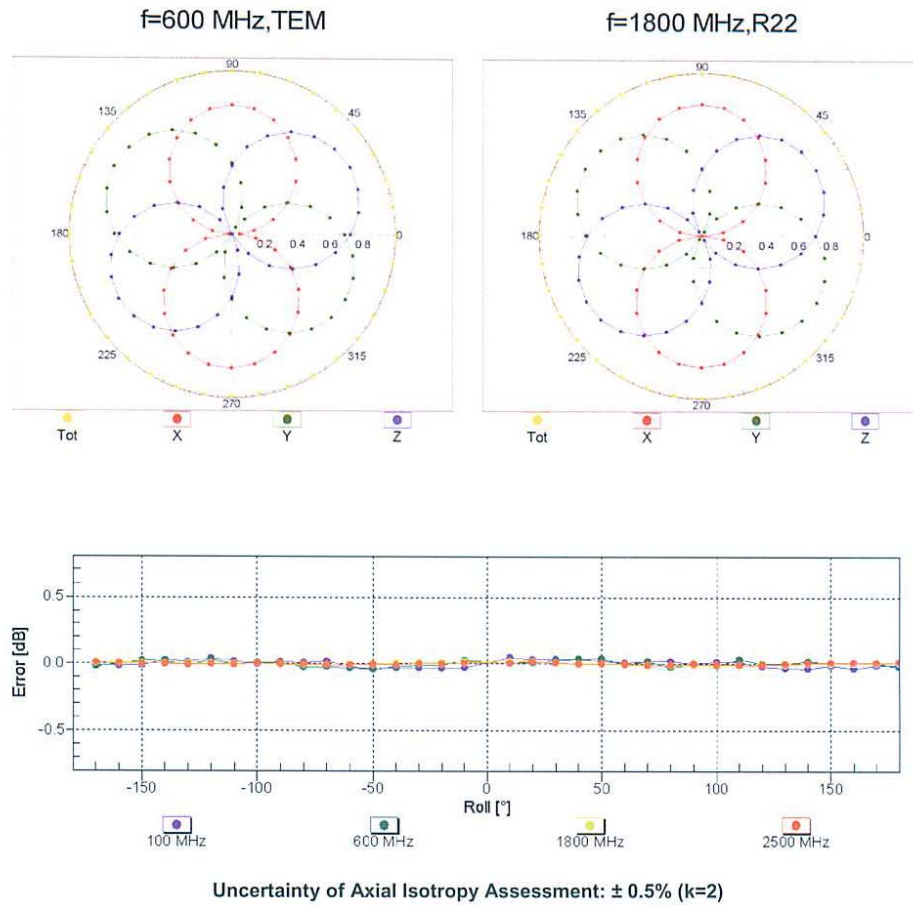 f=600 MHz,TEM
f=1800 MHz,R22
90
135
45
180
0.2 0.4 0.6 0.8
0
225
315
270
Tot X Y Z
90
135
45
180
0.2 0.4 0.6 0.8
0
225
315
270
Tot X Y Z
Error [dB]
0.5
0.0
-0.5
-150 -100 -50 0 50 100 150
Roll [°]
100 MHz 600 MHz 1800 MHz 2500 MHz
Uncertainty of Axial Isotropy Assessment: ± 0.5% (k=2)